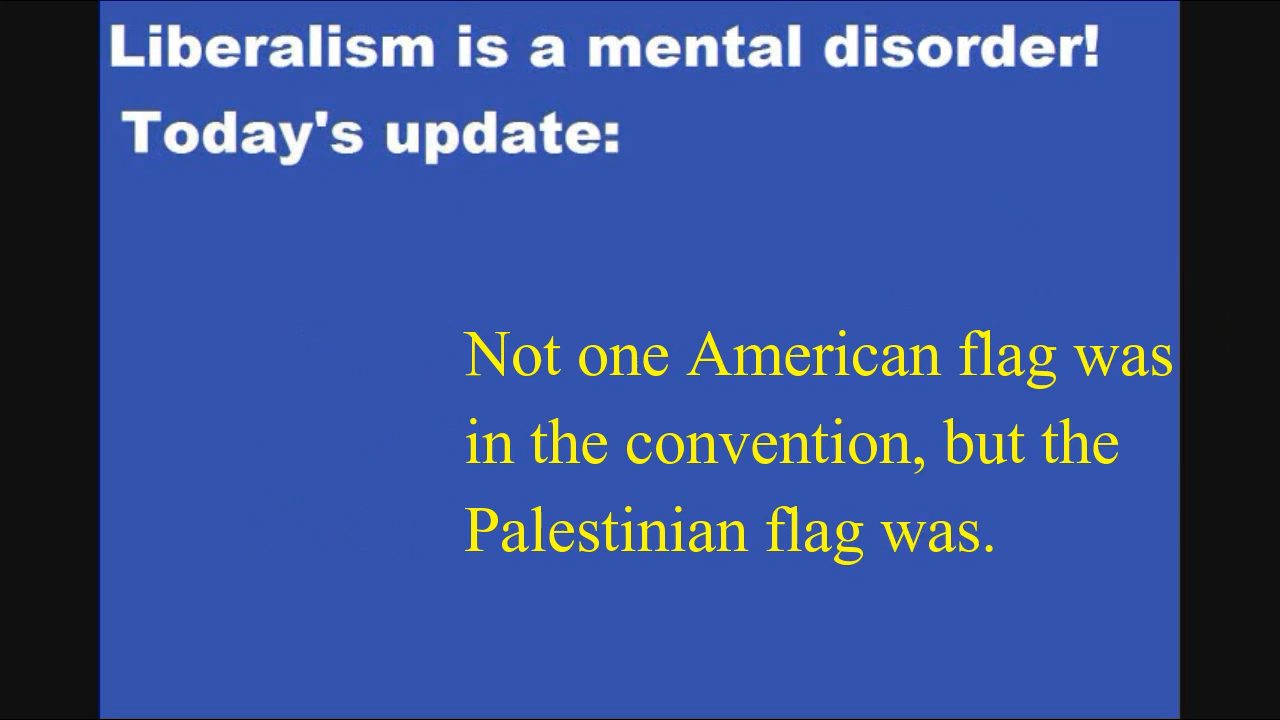 Liberalism is a mental disorder!
Today's update:
Not one American flag was
in the convention, but the
Palestinian flag was.